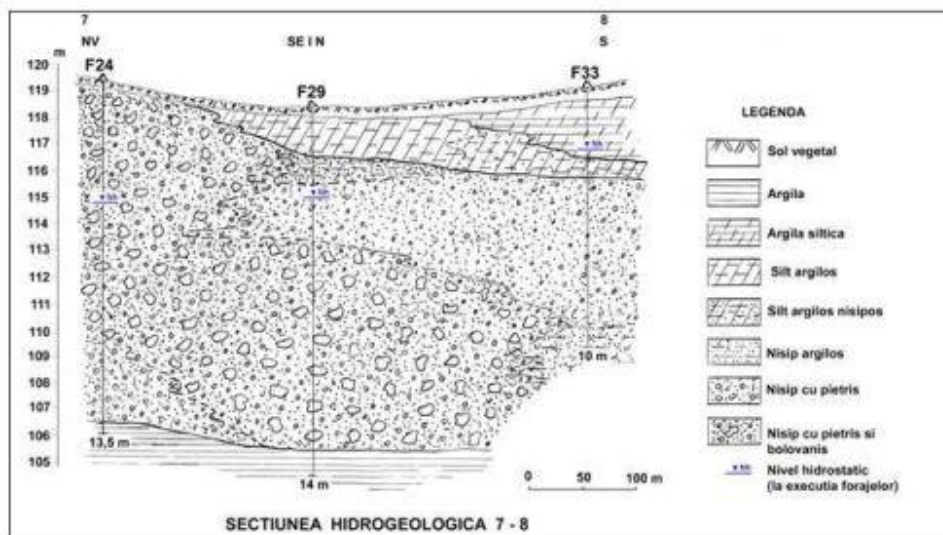 7
8
NV
SE I N
S
m
F24
F29
F33
120
119
118
117
116
115
114
113
112
111
110
109
108
107
106
105
13,5 m
14 m
10 m
0 50 100 m
SECTIUNEA HIDROGEOLOGICA 7 - 8
LEGENDA
Sol vegetal
Argila
Argila siltica
Silt argilos
Silt argilos nisipos
Nisip argilos
Nisip cu pietris
Nisip cu pietris si
bolovanis
Nivel hidrostatic
(la executia forajelor)